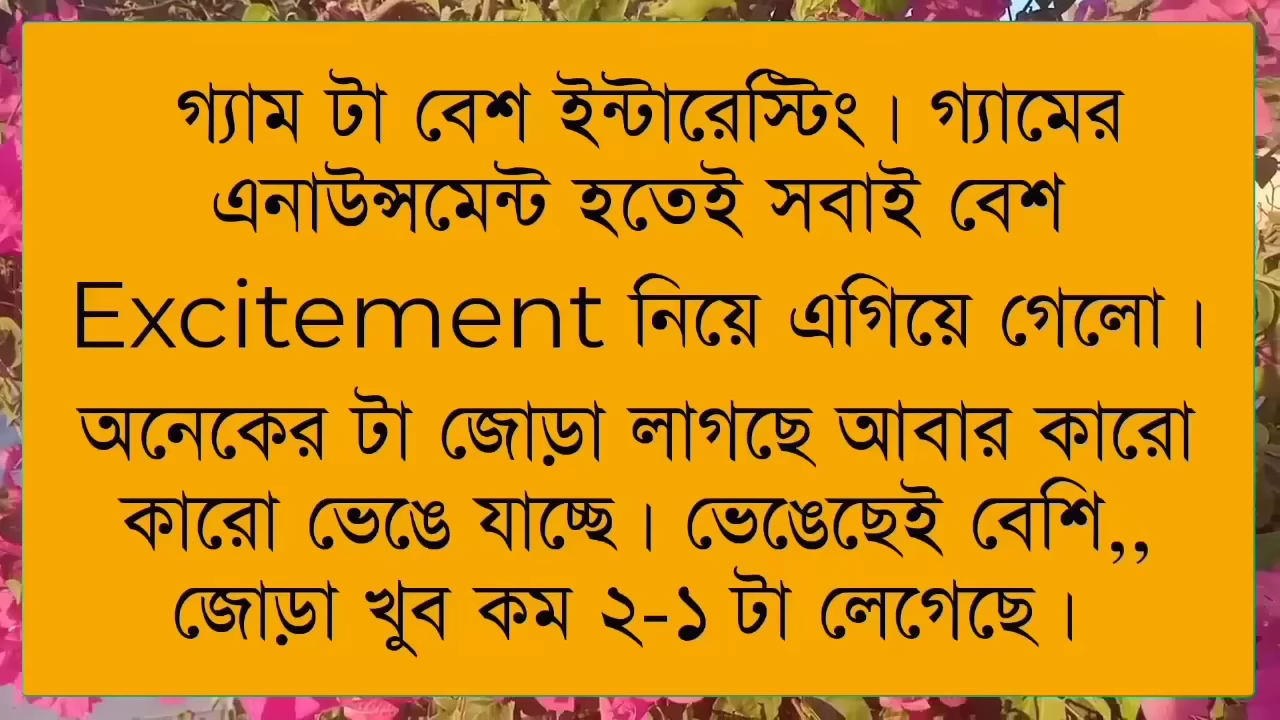 গ্যাম টা বেশ ইন্টারেস্টিং। গ্যামের
এনাউন্সমেন্ট হতেই সবাই বেশ
Excitement নিয়ে এগিয়ে গেলো।
অনেকের টা জোড়া লাগছে আবার কারো
কারো ভেঙে যাচ্ছে। ভেঙেছেই বেশি,,
জোড়া খুব কম ২-১ টা লেগেছে।